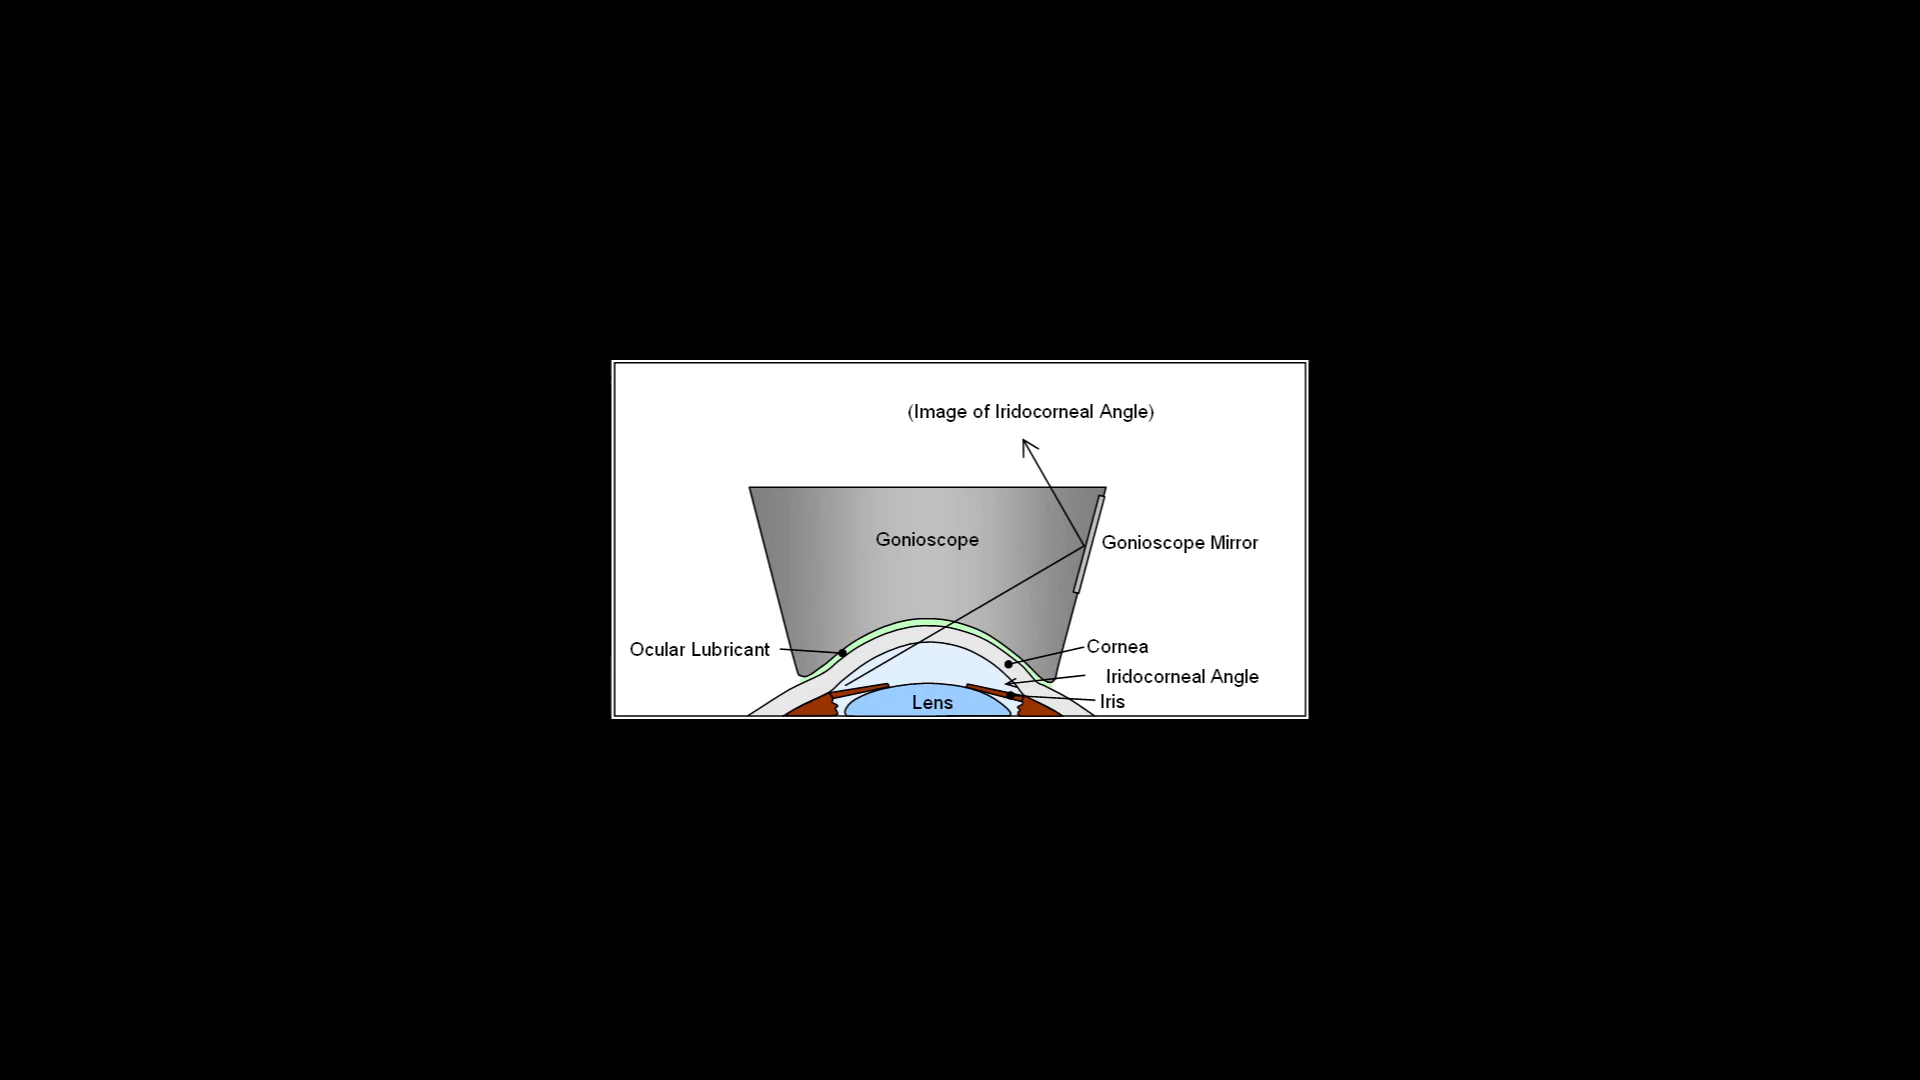 (Image of Iridocorneal Angle)
Gonioscope
Gonioscope Mirror
Ocular Lubricant
Cornea
Iridocorneal Angle
Iris
Lens